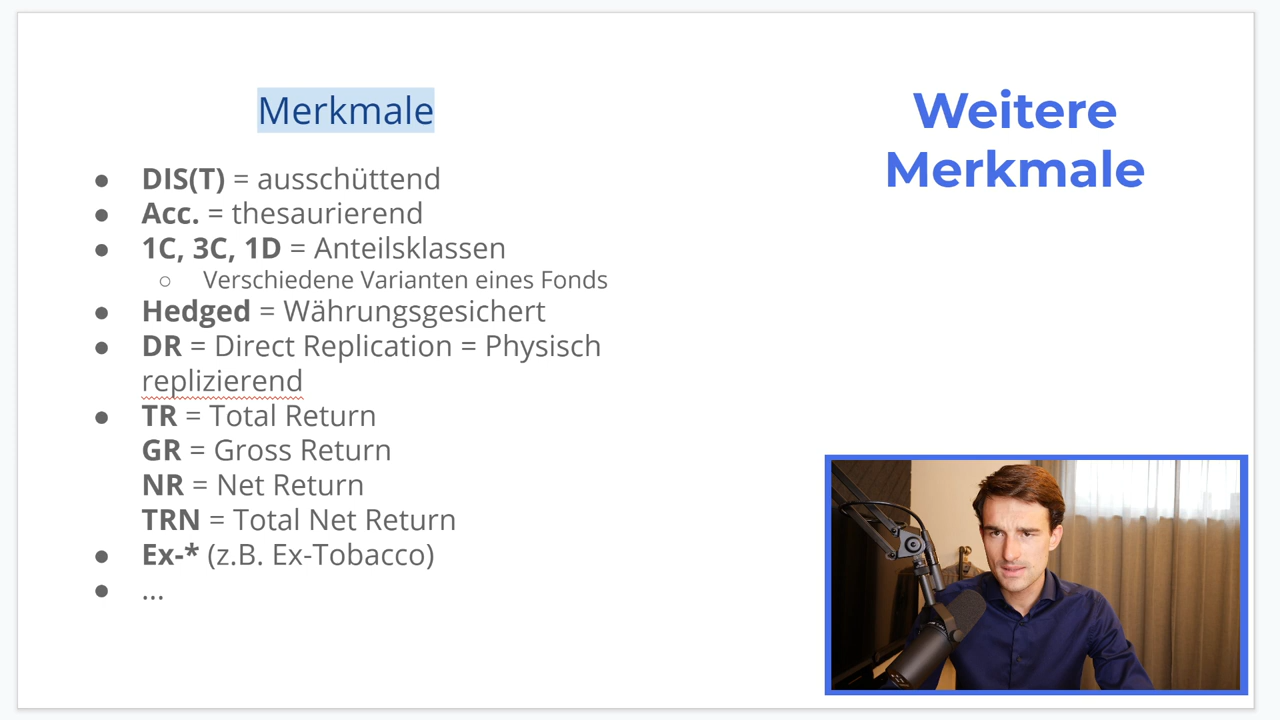 Merkmale
● DIS(T) = ausschüttend
● Acc. = thesaurierend
● 1C, 3C, 1D = Anteilsklassen
○ Verschiedene Varianten eines Fonds
● Hedged = Währungsgesichert
● DR = Direct Replication = Physisch
replizierend
● TR = Total Return
GR = Gross Return
NR = Net Return
TRN = Total Net Return
● Ex-* (z.B. Ex-Tobacco)
● ...
Weitere
Merkmale